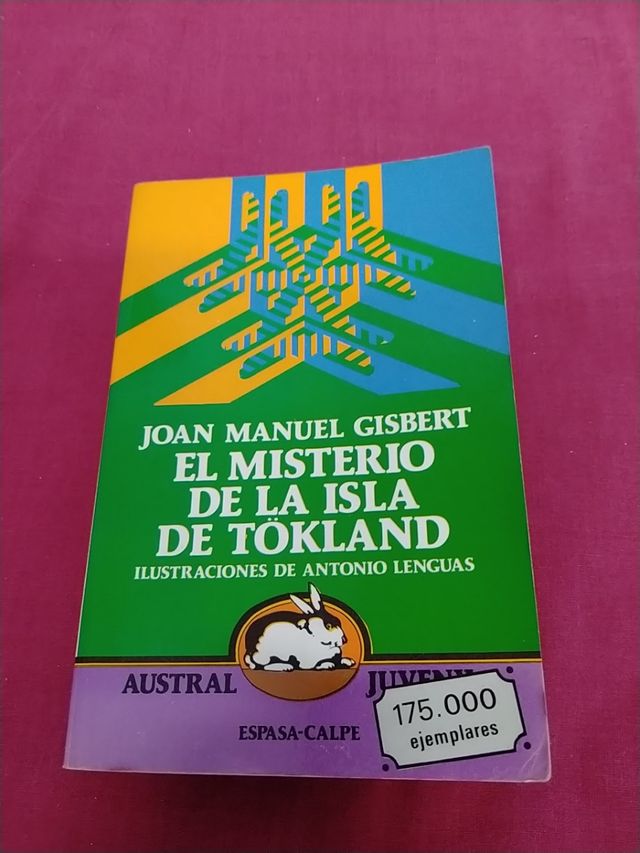 JOAN MANUEL GISBERT
EL MISTERIO
DE LA ISLA
DE TÖKLAND
ILUSTRACIONES DE ANTONIO LENGUAS
AUSTRAL JUVENIL
ESPASA-CALPE
175.000
ejemplares